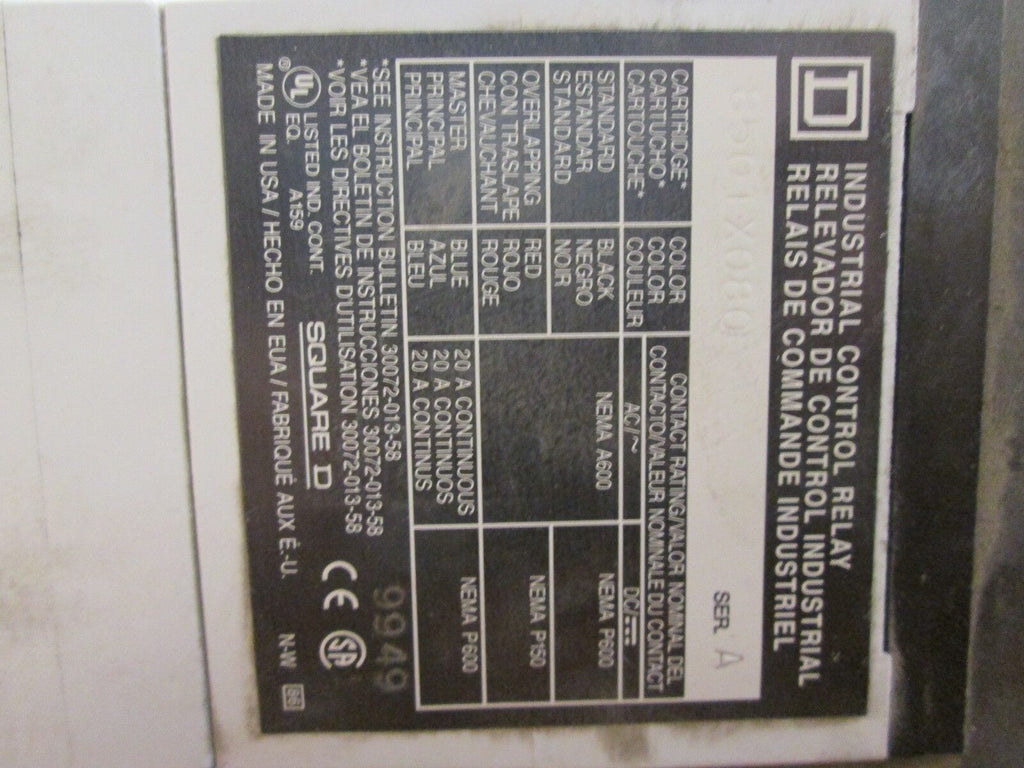 D
INDUSTRIAL CONTROL RELAY
RELEVADOR DE CONTROL INDUSTRIAL
RELAIS DE COMMANDE INDUSTRIEL
8501XO80 SER. A
CARTRIDGE* COLOR CONTACT RATING/VALOR NOMINAL DEL
CARTUCHO* COLOR CONTACTO/VALEUR NOMINALE DU CONTACT
CARTOUCHE* COULEUR AC/∼ DC/⎓
STANDARD BLACK NEMA A600 NEMA P600
ESTANDAR NEGRO
STANDARD NOIR
OVERLAPPING RED NEMA P150
CON TRASLAPE ROJO
CHEVAUCHANT ROUGE
MASTER BLUE 20 A CONTINUOUS NEMA P600
PRINCIPAL AZUL 20 A CONTINUOS
PRINCIPAL BLEU 20 A CONTINUS
*SEE INSTRUCTION BULLETIN 30072-013-58 9949
*VEA EL BOLETIN DE INSTRUCCIONES 30072-013-58
*VOIR LES DIRECTIVES D'UTILISATION 30072-013-58
UL LISTED IND. CONT. EQ. A159 SQUARE D CE SA
®
MADE IN USA / HECHO EN EUA / FABRIQUÉ AUX É.-U. N-W